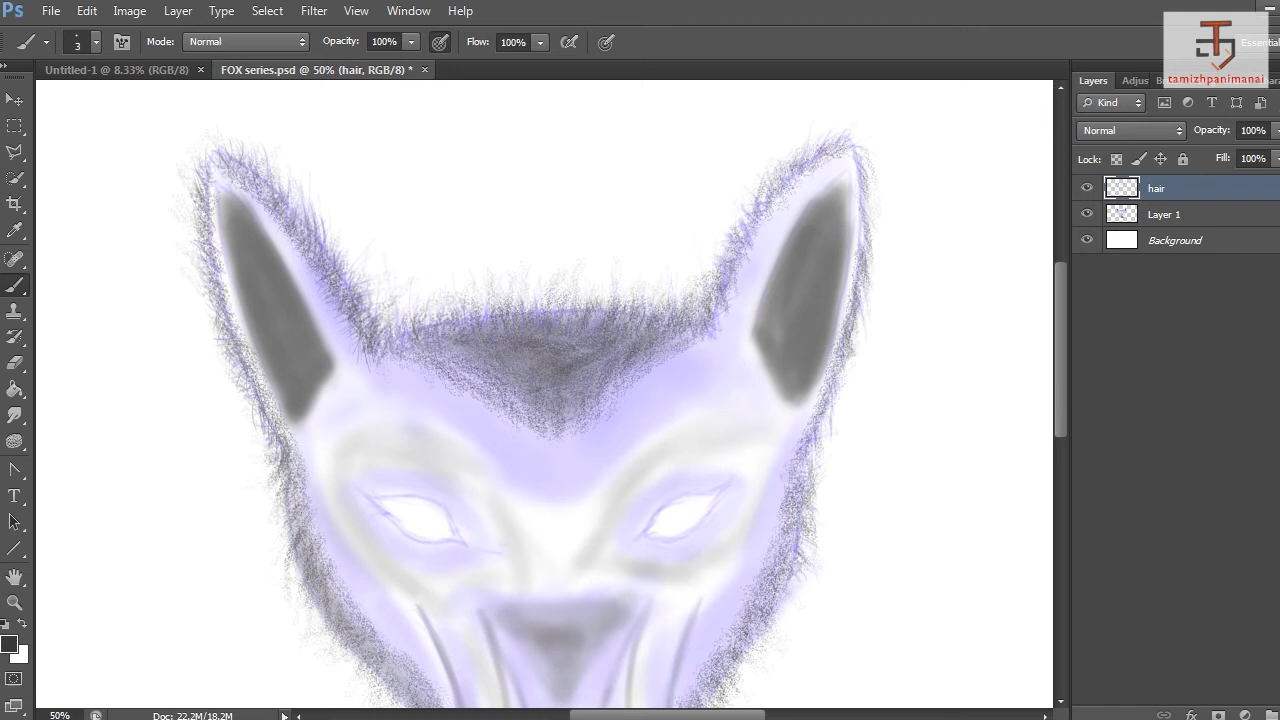 Ps File Edit Image Layer Type Select Filter View Window Help
3 Mode: Normal Opacity: 100% Flow: 100%
tamizhpanimanai
Untitled-1 @ 8.33% (RGB/8) × FOX series.psd @ 50% (hair, RGB/8) * ×
Layers Adjus
Kind
Normal Opacity: 100%
Lock: Fill: 100%
hair
Layer 1
Background
50% Doc: 22.2M/18.2M